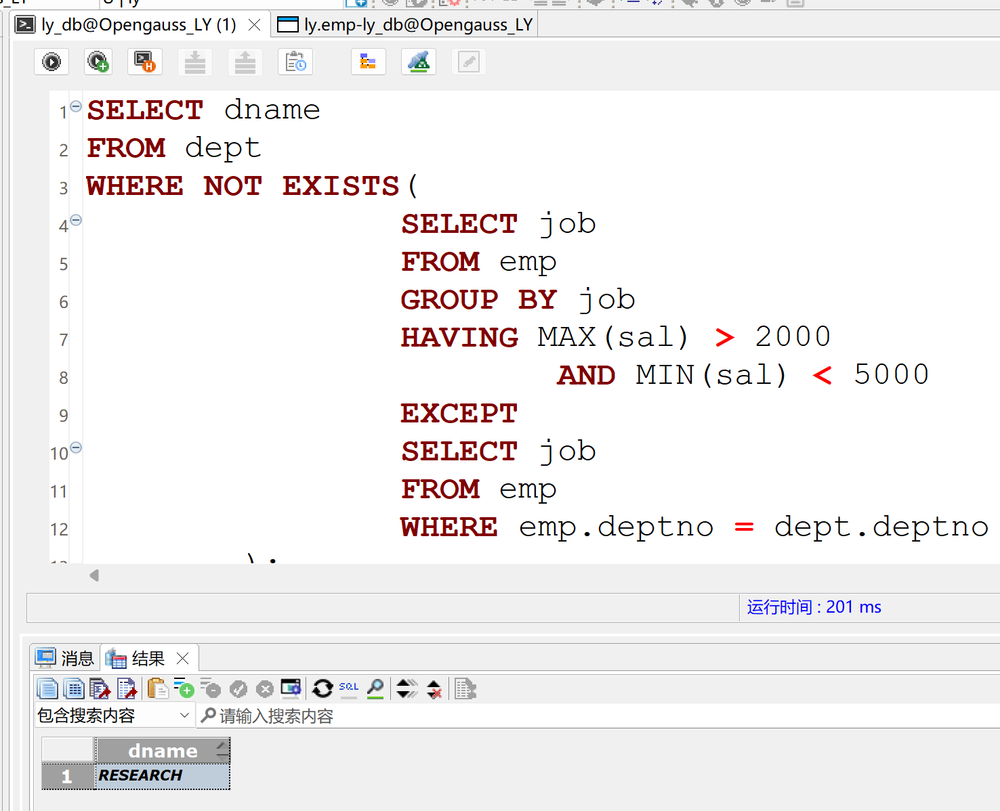 ly_db@Opengauss_LY (1)
ly.emp-ly_db@Opengauss_LY
1 SELECT dname
2 FROM dept
3 WHERE NOT EXISTS(
4 SELECT job
5 FROM emp
6 GROUP BY job
7 HAVING MAX(sal) > 2000
8 AND MIN(sal) < 5000
9 EXCEPT
10 SELECT job
11 FROM emp
12 WHERE emp.deptno = dept.deptno
);
运行时间 : 201 ms
消息 结果
SQL
包含搜索内容 请输入搜索内容
dname
1 RESEARCH